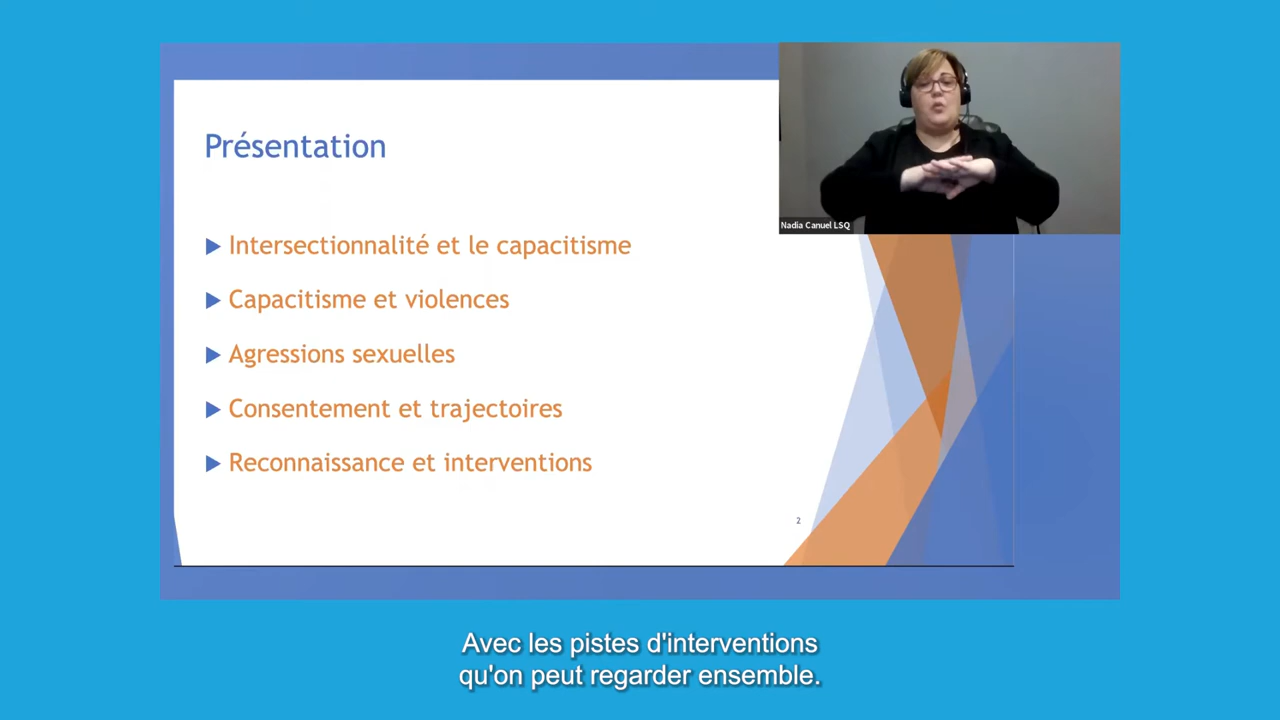 Présentation
Nadia Canuel LSQ
Intersectionnalité et le capacitisme
Capacitisme et violences
Agressions sexuelles
Consentement et trajectoires
Reconnaissance et interventions
2
Avec les pistes d'interventions
qu'on peut regarder ensemble.